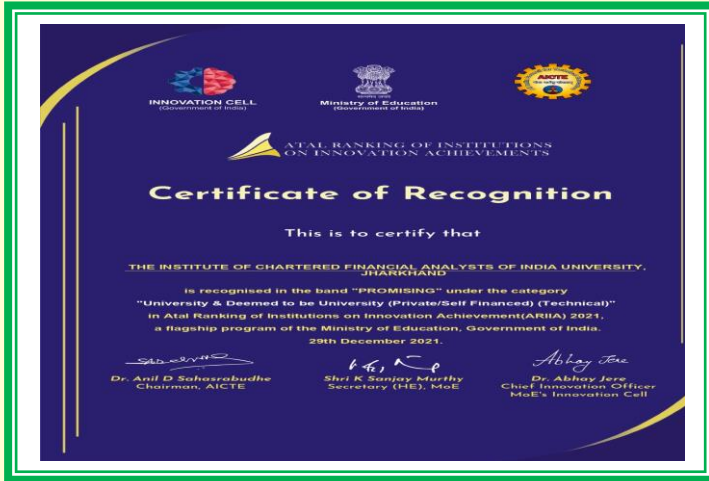 INNOVATION CELL
(Government of India)
Ministry of Education
(Government of India)
AICTE
ATAL RANKING OF INSTITUTIONS
ON INNOVATION ACHIEVEMENTS
Certificate of Recognition
This is to certify that
THE INSTITUTE OF CHARTERED FINANCIAL ANALYSTS OF INDIA UNIVERSITY,
JHARKHAND
is recognised in the band "PROMISING" under the category
"University & Deemed to be University (Private/Self Financed) (Technical)"
in Atal Ranking of Institutions on Innovation Achievement(ARIIA) 2021,
a flagship program of the Ministry of Education, Government of India.
29th December 2021.
Abhay Jere
Dr. Anil D Sahasrabudhe
Chairman, AICTE
Shri K Sanjay Murthy
Secretary (HE), MoE
Dr. Abhay Jere
Chief Innovation Officer
MoE's Innovation Cell